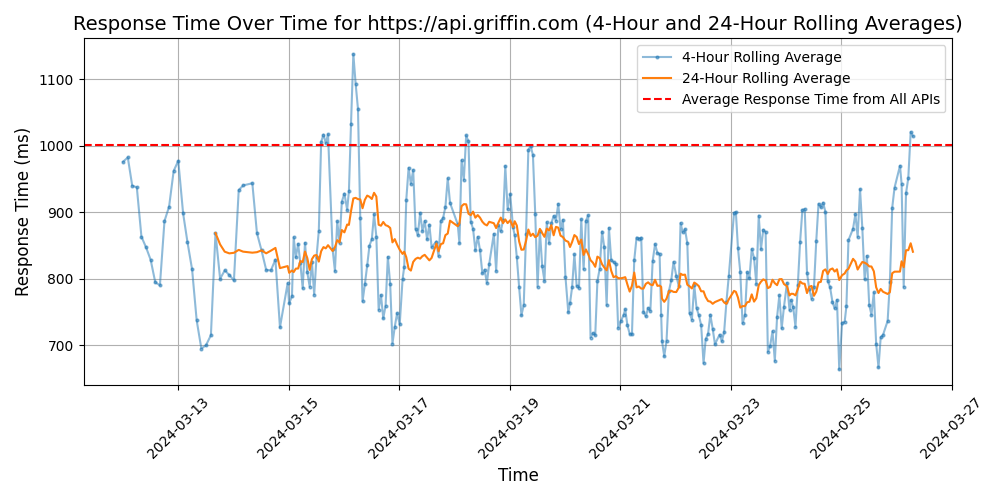 Response Time Over Time for https://api.griffin.com (4-Hour and 24-Hour Rolling Averages)
4-Hour Rolling Average
24-Hour Rolling Average
Average Response Time from All APIs
Response Time (ms)
1100
1000
900
800
700
2024-03-13
2024-03-15
2024-03-17
2024-03-19
2024-03-21
2024-03-23
2024-03-25
2024-03-27
Time